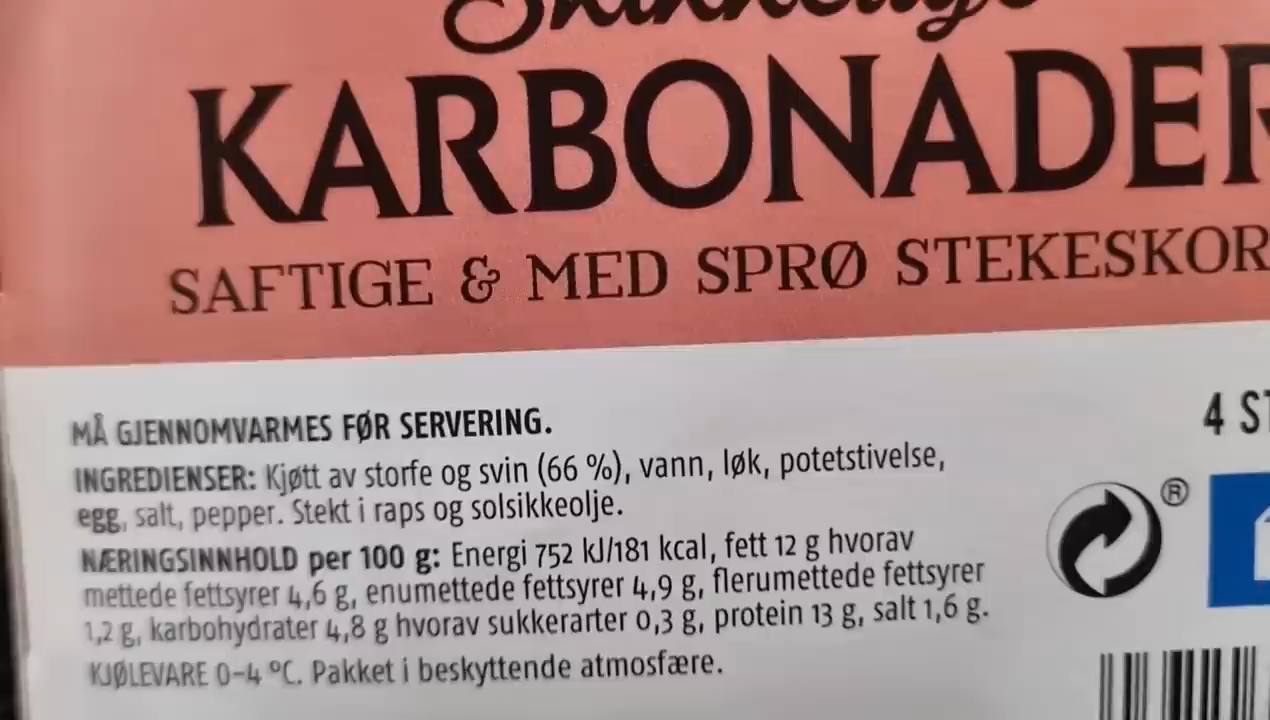 KARBONADER
SAFTIGE & MED SPRØ STEKESKOR
MÅ GJENNOMVARMES FØR SERVERING.
INGREDIENSER: Kjøtt av storfe og svin (66 %), vann, løk, potetstivelse,
egg, salt, pepper. Stekt i raps og solsikkeolje.
NÆRINGSINNHOLD per 100 g: Energi 752 kJ/181 kcal, fett 12 g hvorav
mettede fettsyrer 4,6 g, enumettede fettsyrer 4,9 g, flerumettede fettsyrer
1,2 g, karbohydrater 4,8 g hvorav sukkerarter 0,3 g, protein 13 g, salt 1,6 g.
KJØLEVARE 0-4 °C. Pakket i beskyttende atmosfære.
4 ST
®